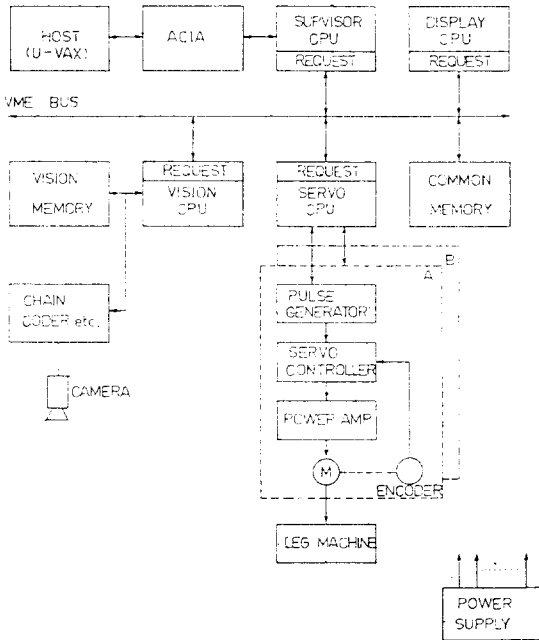 HOST
(U-VAX)
ACIA
SUPVISOR
CPU
REQUEST
DISPLAY
CPU
REQUEST
VME BUS
VISION
MEMORY
REQUEST
VISION
CPU
REQUEST
SERVO
CPU
COMMON
MEMORY
B
A
CHAIN
CODER etc.
PULSE
GENERATOR
SERVO
CONTROLLER
CAMERA
POWER AMP
M
ENCODER
LEG MACHINE
POWER
SUPPLY